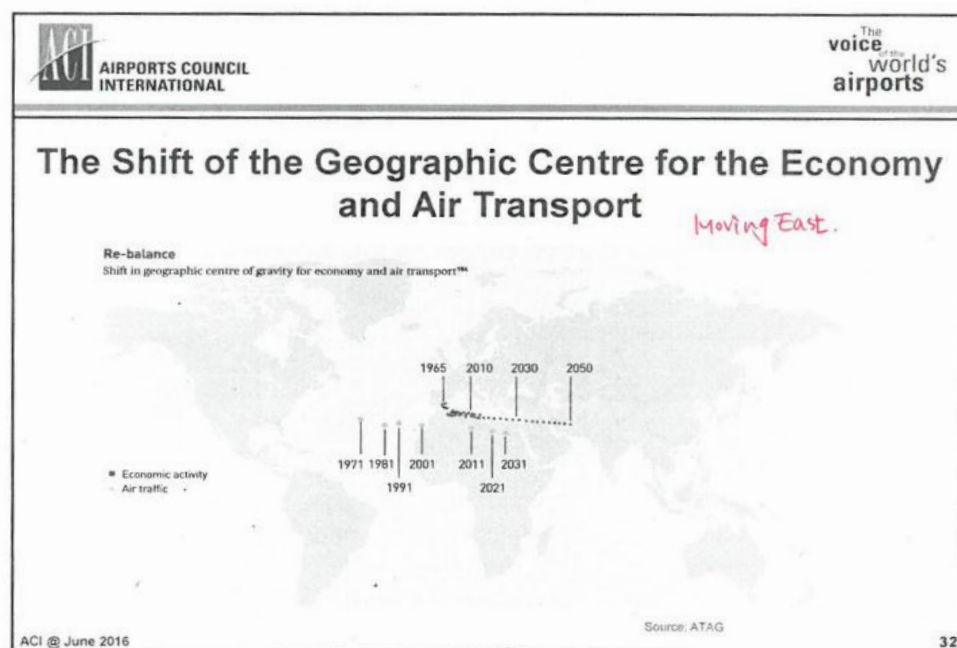 ACI
AIRPORTS COUNCIL
INTERNATIONAL
The
voice
of the
world's
airports
The Shift of the Geographic Centre for the Economy
and Air Transport
Moving East.
Re-balance
Shift in geographic centre of gravity for economy and air transport
1965 2010 2030 2050
1971 1981 2001 2011 2031
1991 2021
Economic activity
Air traffic
Source: ATAG
ACI @ June 2016
32